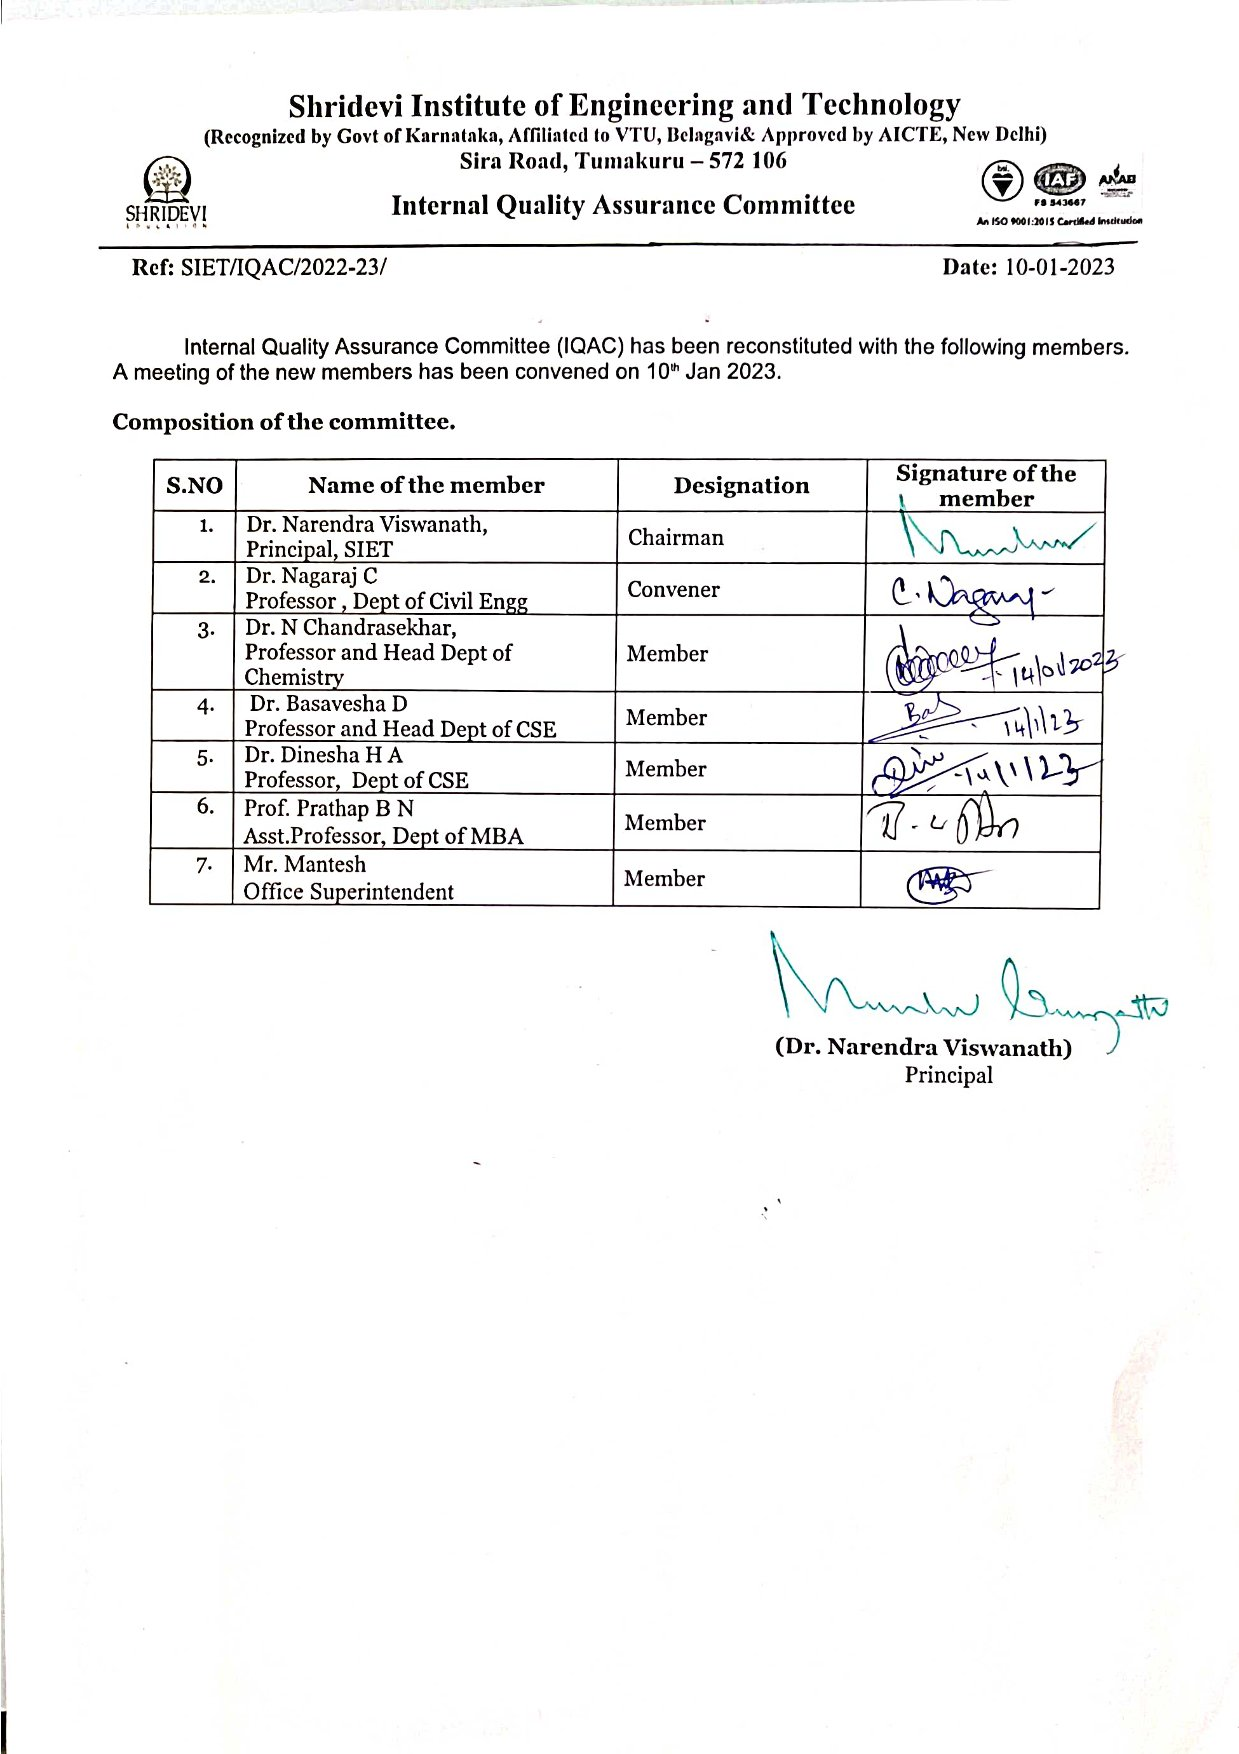 Shridevi Institute of Engineering and Technology
(Recognized by Govt of Karnataka, Affiliated to VTU, Belagavi& Approved by AICTE, New Delhi)
Sira Road, Tumakuru – 572 106
Internal Quality Assurance Committee
SHRIDEVI
EDUCATION
bsi.
IAF
ANAB
FS 543667
An ISO 9001:2015 Certified Institution
Ref: SIET/IQAC/2022-23/ Date: 10-01-2023
Internal Quality Assurance Committee (IQAC) has been reconstituted with the following members.
A meeting of the new members has been convened on 10th Jan 2023.
Composition of the committee.
S.NO Name of the member Designation Signature of the member
1. Dr. Narendra Viswanath, Chairman
Principal, SIET
2. Dr. Nagaraj C Convener C. Nagaraj
Professor , Dept of Civil Engg
3. Dr. N Chandrasekhar, Member 14/01/2023
Professor and Head Dept of
Chemistry
4. Dr. Basavesha D Member Bas 14/1/23
Professor and Head Dept of CSE
5. Dr. Dinesha H A Member 14/1/23
Professor, Dept of CSE
6. Prof. Prathap B N Member
Asst.Professor, Dept of MBA
7. Mr. Mantesh Member
Office Superintendent
(Dr. Narendra Viswanath)
Principal